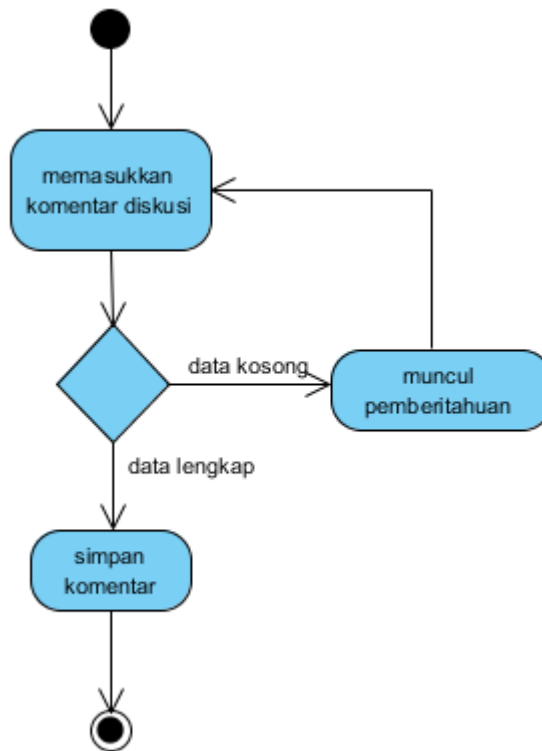 memasukkan
komentar diskusi
data kosong
muncul
pemberitahuan
data lengkap
simpan
komentar